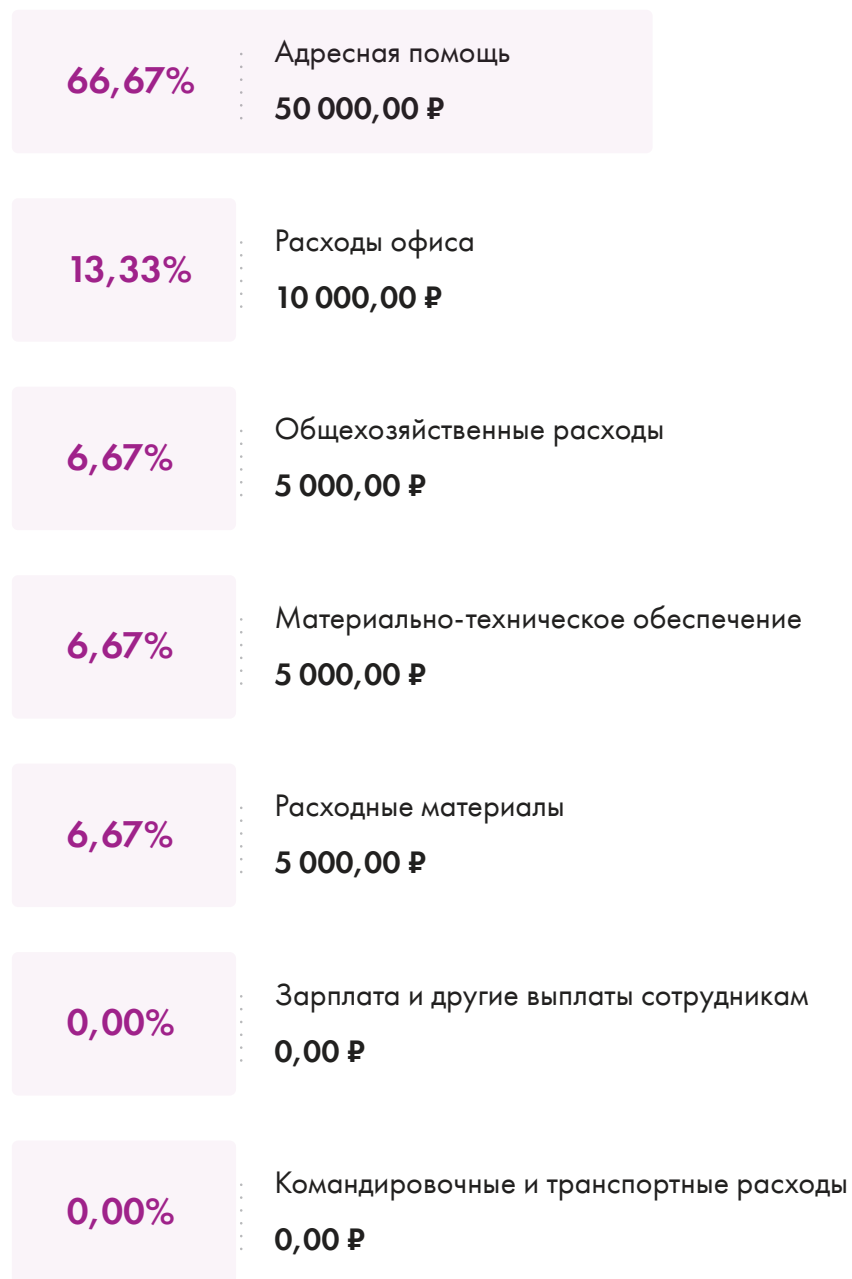 66,67%
Адресная помощь
50 000,00 ₽
13,33%
Расходы офиса
10 000,00 ₽
6,67%
Общехозяйственные расходы
5 000,00 ₽
6,67%
Материально-техническое обеспечение
5 000,00 ₽
6,67%
Расходные материалы
5 000,00 ₽
0,00%
Зарплата и другие выплаты сотрудникам
0,00 ₽
0,00%
Командировочные и транспортные расходы
0,00 ₽